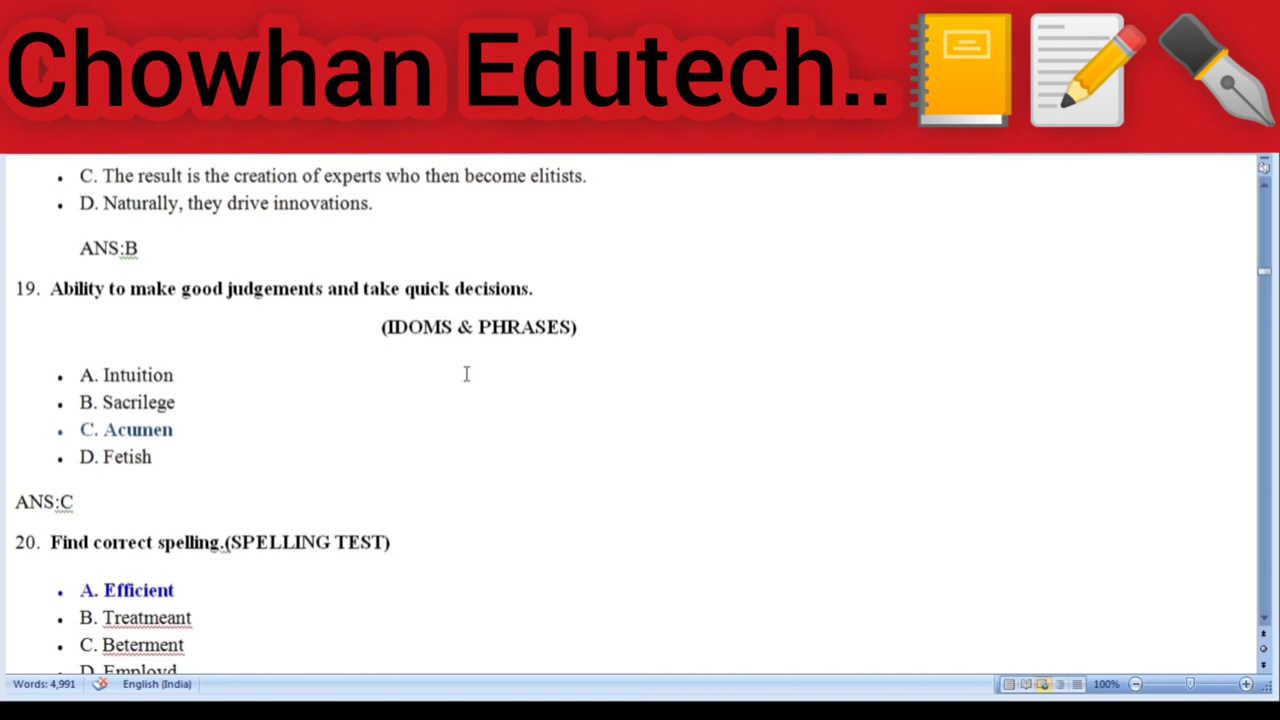 Chowhan Edutech..
• C. The result is the creation of experts who then become elitists.
• D. Naturally, they drive innovations.
ANS:B
19. Ability to make good judgements and take quick decisions.
(IDOMS & PHRASES)
• A. Intuition
• B. Sacrilege
• C. Acumen
• D. Fetish
ANS:C
20. Find correct spelling.(SPELLING TEST)
• A. Efficient
• B. Treatmeant
• C. Beterment
• D. Employd
Words: 4,991 English (India) 100%